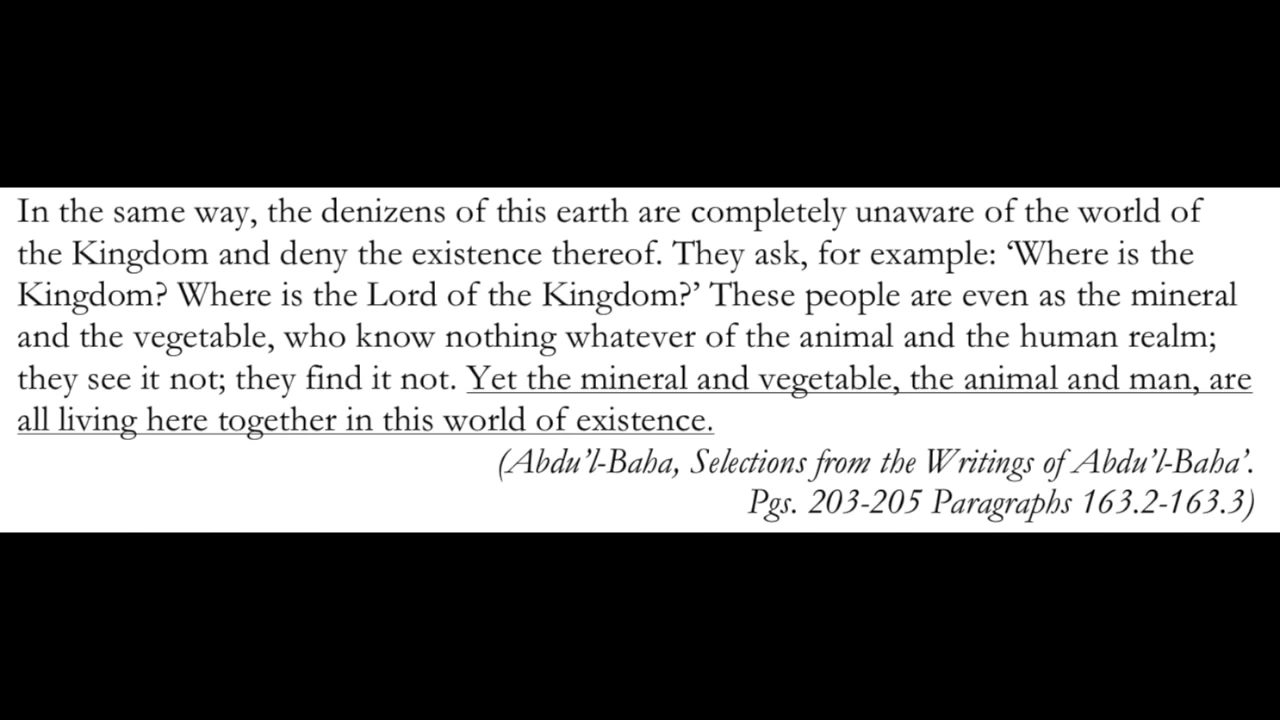 In the same way, the denizens of this earth are completely unaware of the world of
the Kingdom and deny the existence thereof. They ask, for example: ‘Where is the
Kingdom? Where is the Lord of the Kingdom?’ These people are even as the mineral
and the vegetable, who know nothing whatever of the animal and the human realm;
they see it not; they find it not. Yet the mineral and vegetable, the animal and man, are
all living here together in this world of existence.
(Abdu’l-Baha, Selections from the Writings of Abdu’l-Baha’.
Pgs. 203-205 Paragraphs 163.2-163.3)